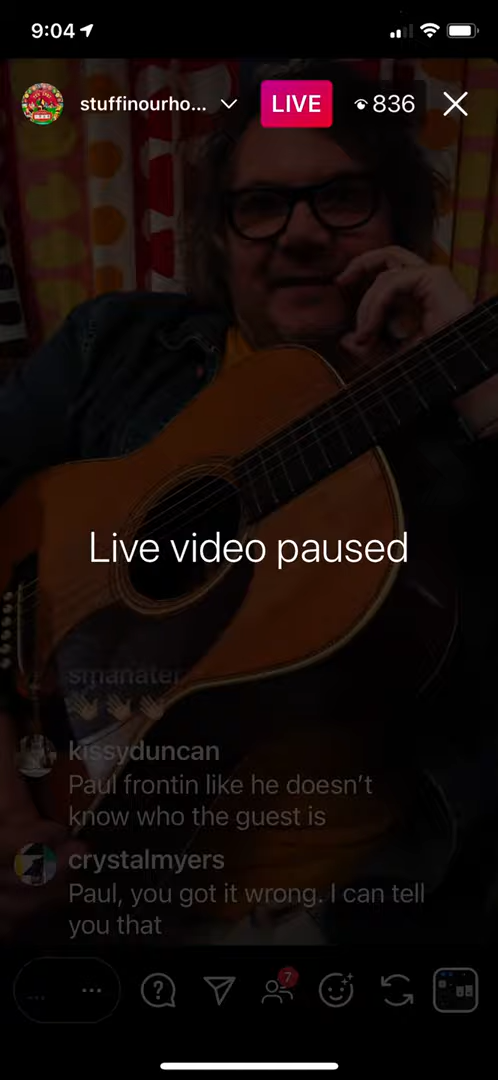 9:04
stuffinourho...
LIVE
836
Live video paused
smanater
kissyduncan
Paul frontin like he doesn't
know who the guest is
crystalmyers
Paul, you got it wrong. I can tell
you that
7